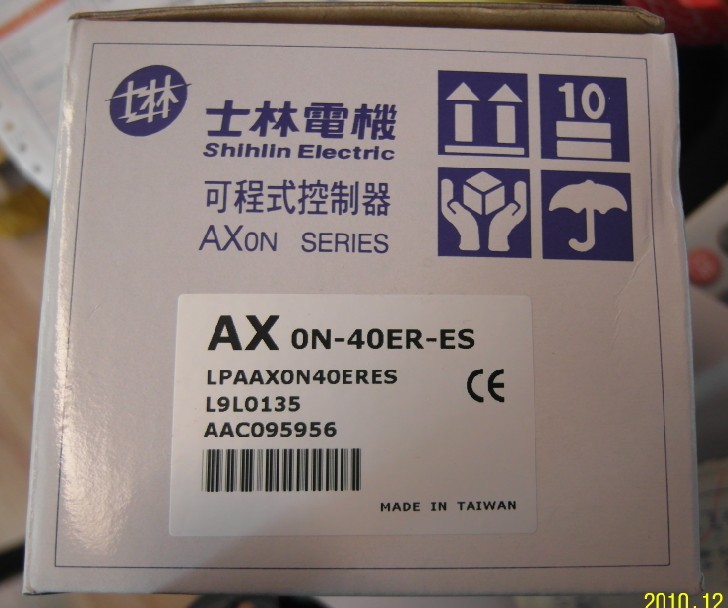 士林
士林電機
Shihlin Electric
可程式控制器
AX0N SERIES
10
AX 0N-40ER-ES
LPAAX0N40ERES
CE
L9L0135
AAC095956
MADE IN TAIWAN
2010.12